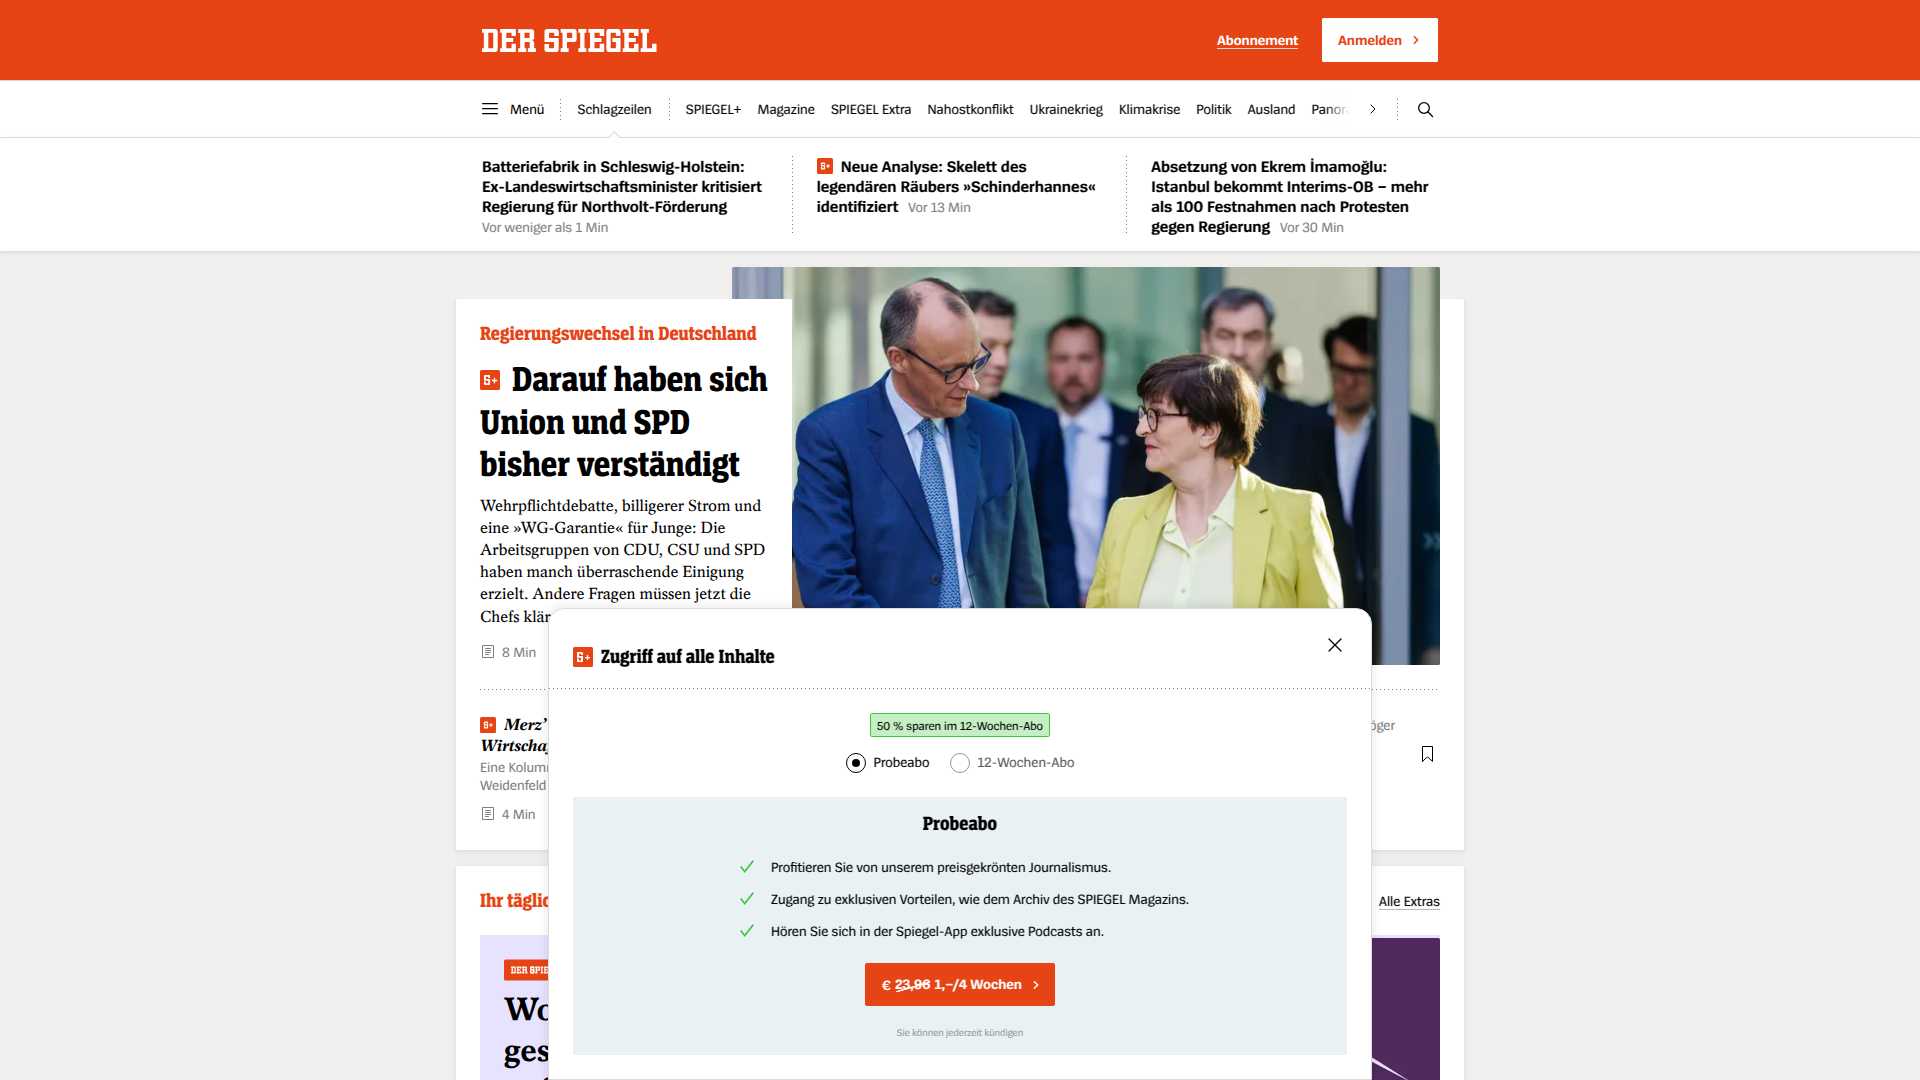 DER SPIEGEL
Abonnement
Anmelden
Menü
Schlagzeilen
SPIEGEL+
Magazine
SPIEGEL Extra
Nahostkonflikt
Ukrainekrieg
Klimakrise
Politik
Ausland
Batteriefabrik in Schleswig-Holstein:
Ex-Landeswirtschaftsminister kritisiert
Regierung für Northvolt-Förderung
Vor weniger als 1 Min
Neue Analyse: Skelett des
legendären Räubers »Schinderhannes«
identifiziert Vor 13 Min
Absetzung von Ekrem İmamoğlu:
Istanbul bekommt Interims-OB – mehr
als 100 Festnahmen nach Protesten
gegen Regierung Vor 30 Min
Regierungswechsel in Deutschland
Darauf haben sich
Union und SPD
bisher verständigt
Wehrpflichtdebatte, billigerer Strom und
eine »WG-Garantie« für Junge: Die
Arbeitsgruppen von CDU, CSU und SPD
haben manch überraschende Einigung
erzielt. Andere Fragen müssen jetzt die
Chefs klär
8 Min
Merz’
Wirtscha
Eine Kolum
Weidenfeld
4 Min
öger
Zugriff auf alle Inhalte
50 % sparen im 12-Wochen-Abo
Probeabo
12-Wochen-Abo
Probeabo
Profitieren Sie von unserem preisgekrönten Journalismus.
Zugang zu exklusiven Vorteilen, wie dem Archiv des SPIEGEL Magazins.
Hören Sie sich in der Spiegel-App exklusive Podcasts an.
€ 23,96 1,–/4 Wochen
Sie können jederzeit kündigen
Ihr täglic
Alle Extras
DER SPIE
Wo
ges